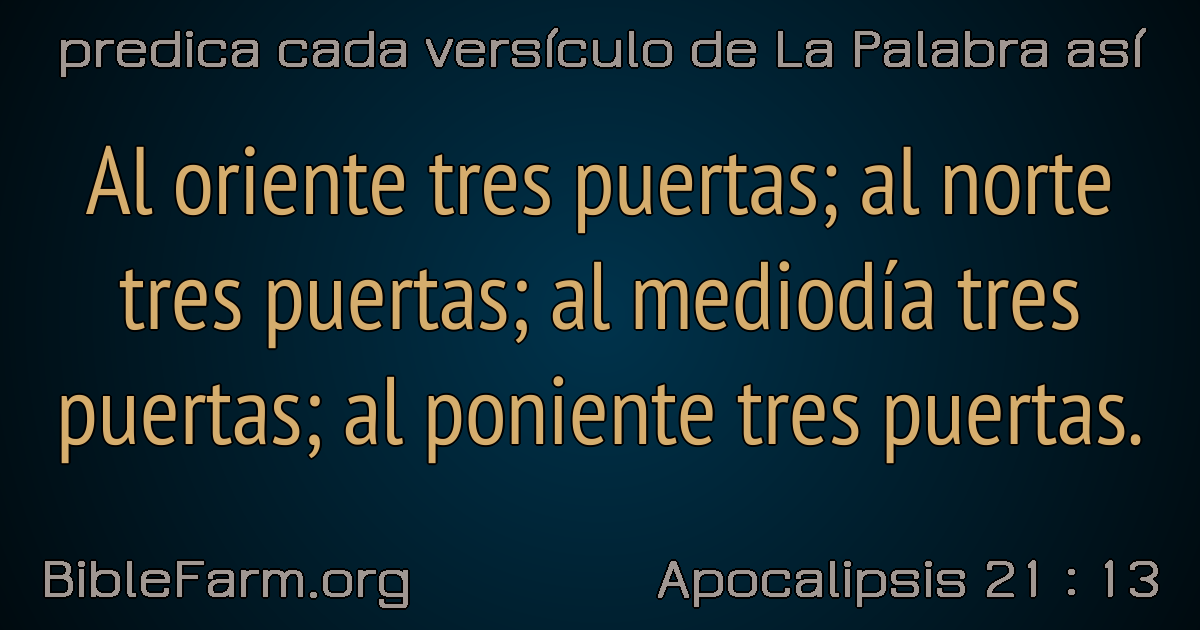 predica cada versículo de La Palabra así
Al oriente tres puertas; al norte
tres puertas; al mediodía tres
puertas; al poniente tres puertas.
BibleFarm.org
Apocalipsis 21 : 13